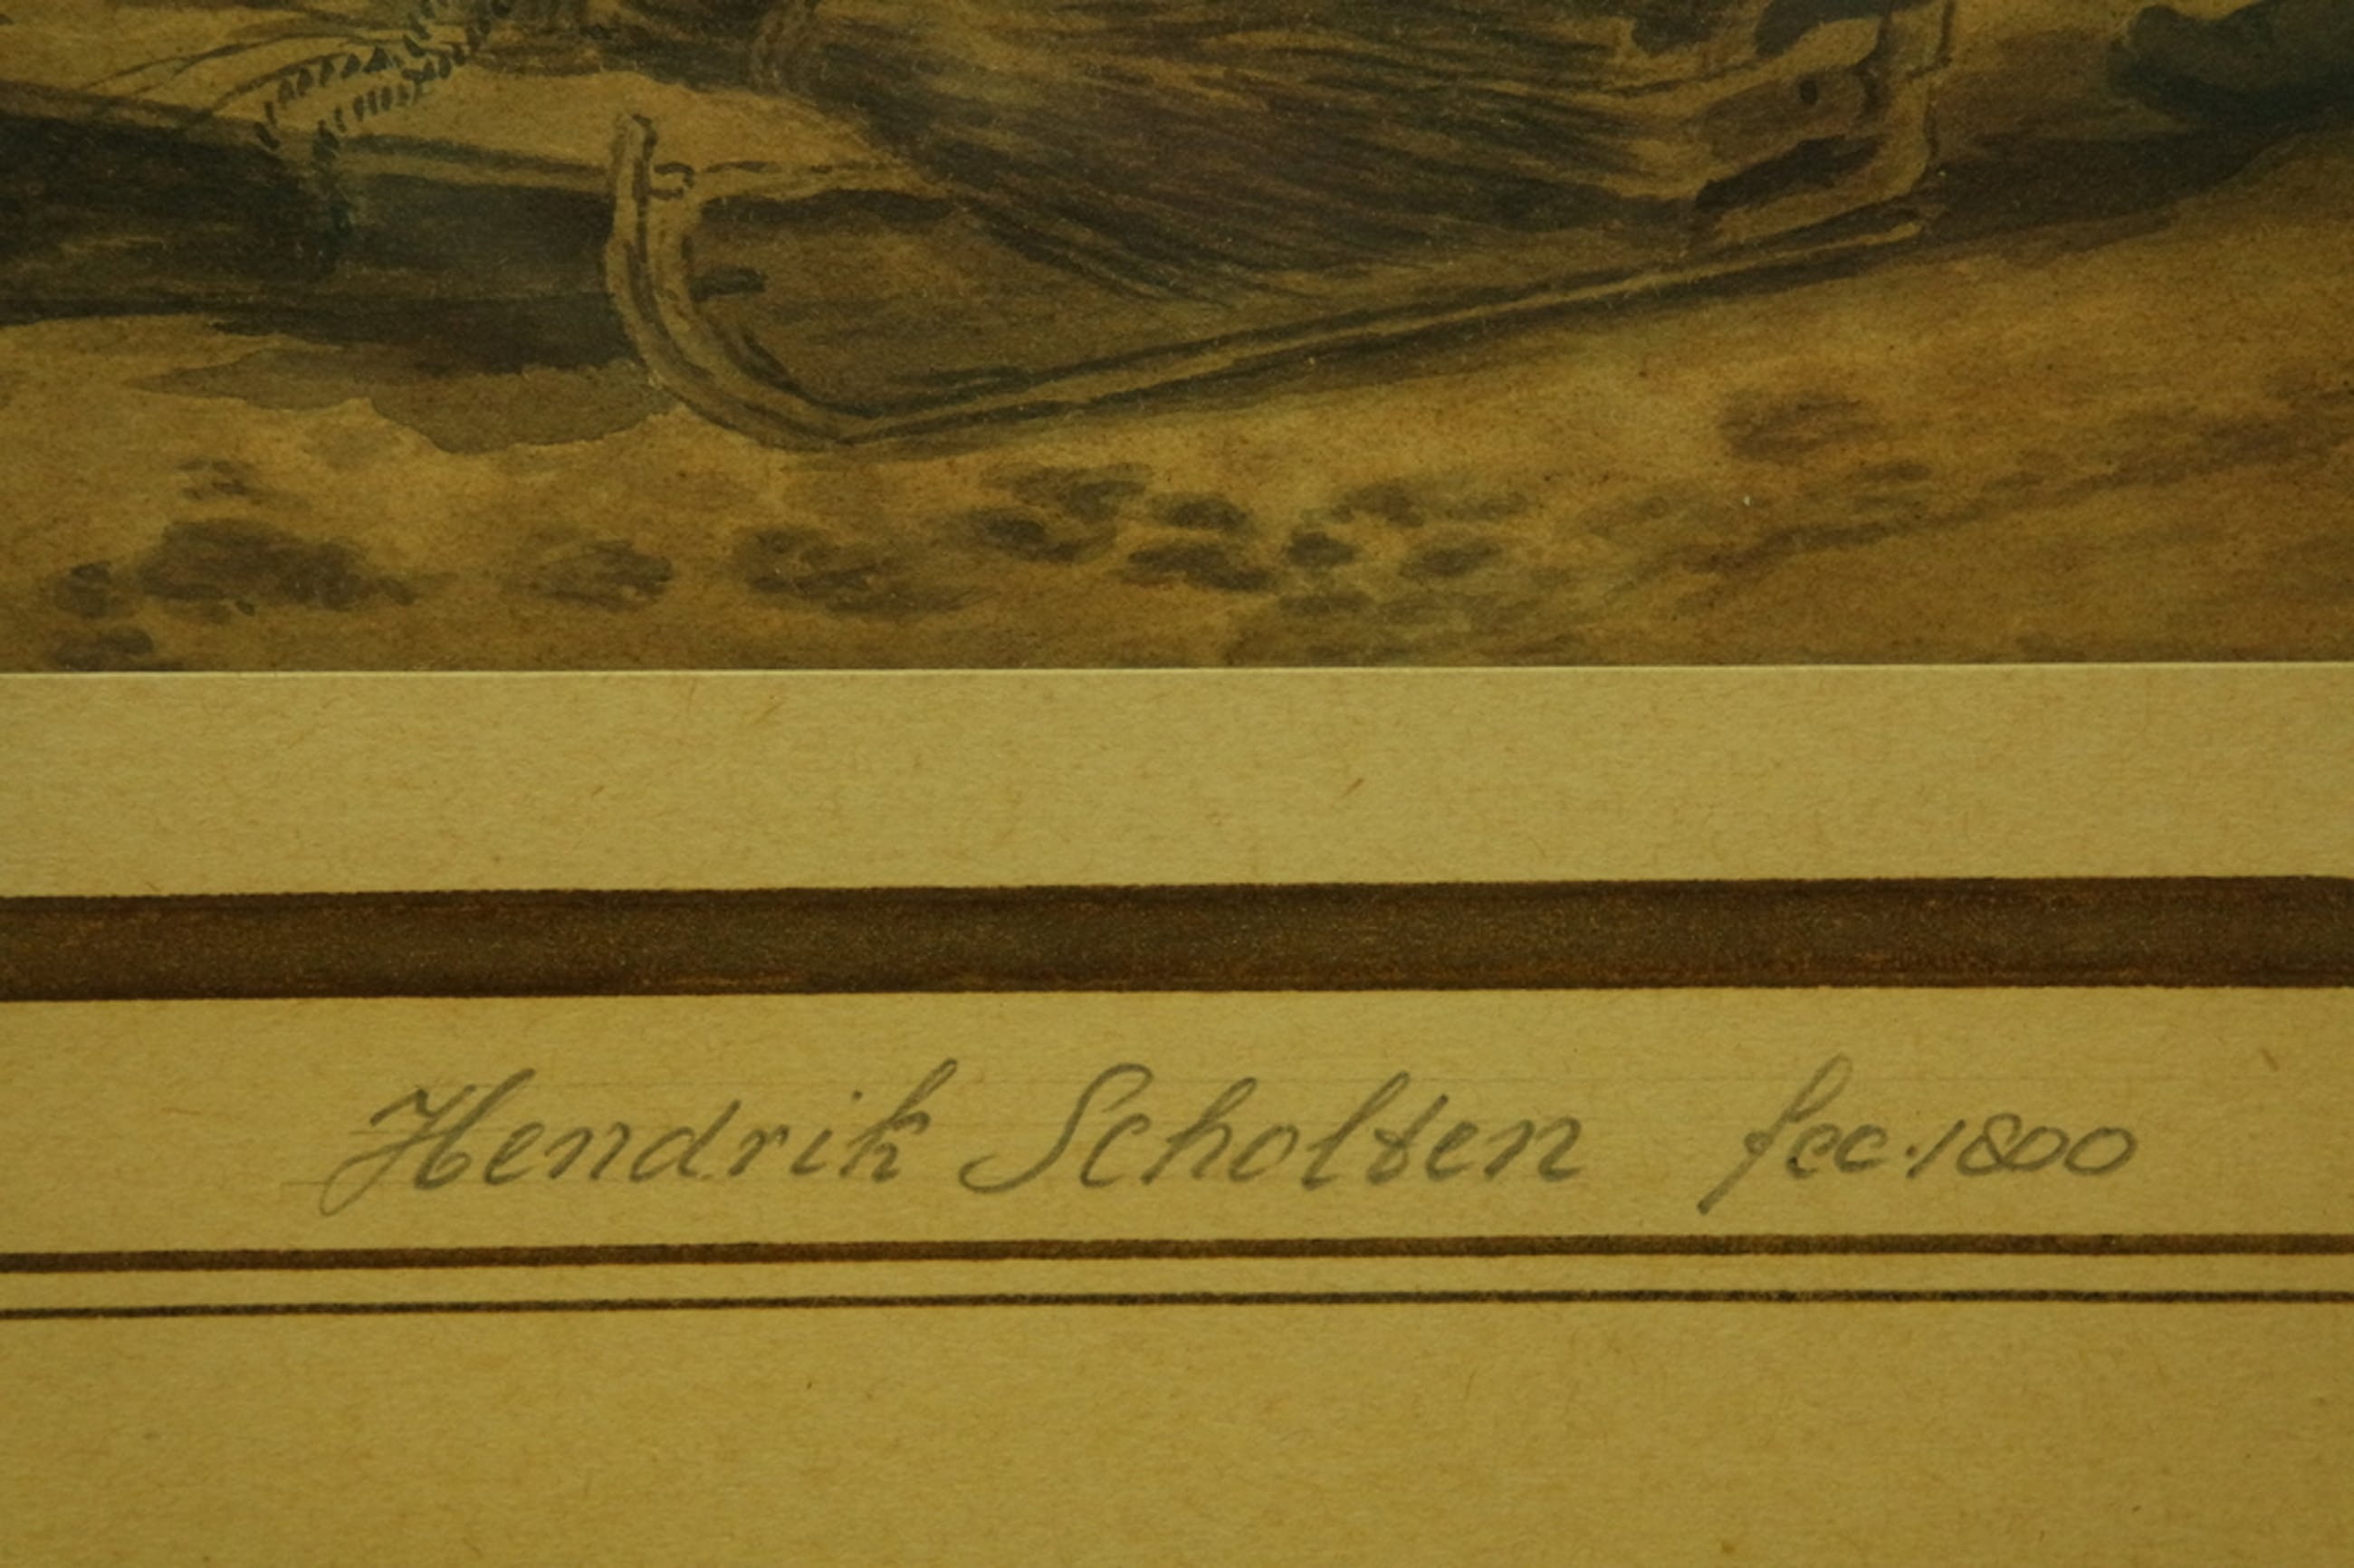 Hendrik Scholten fec. 1800